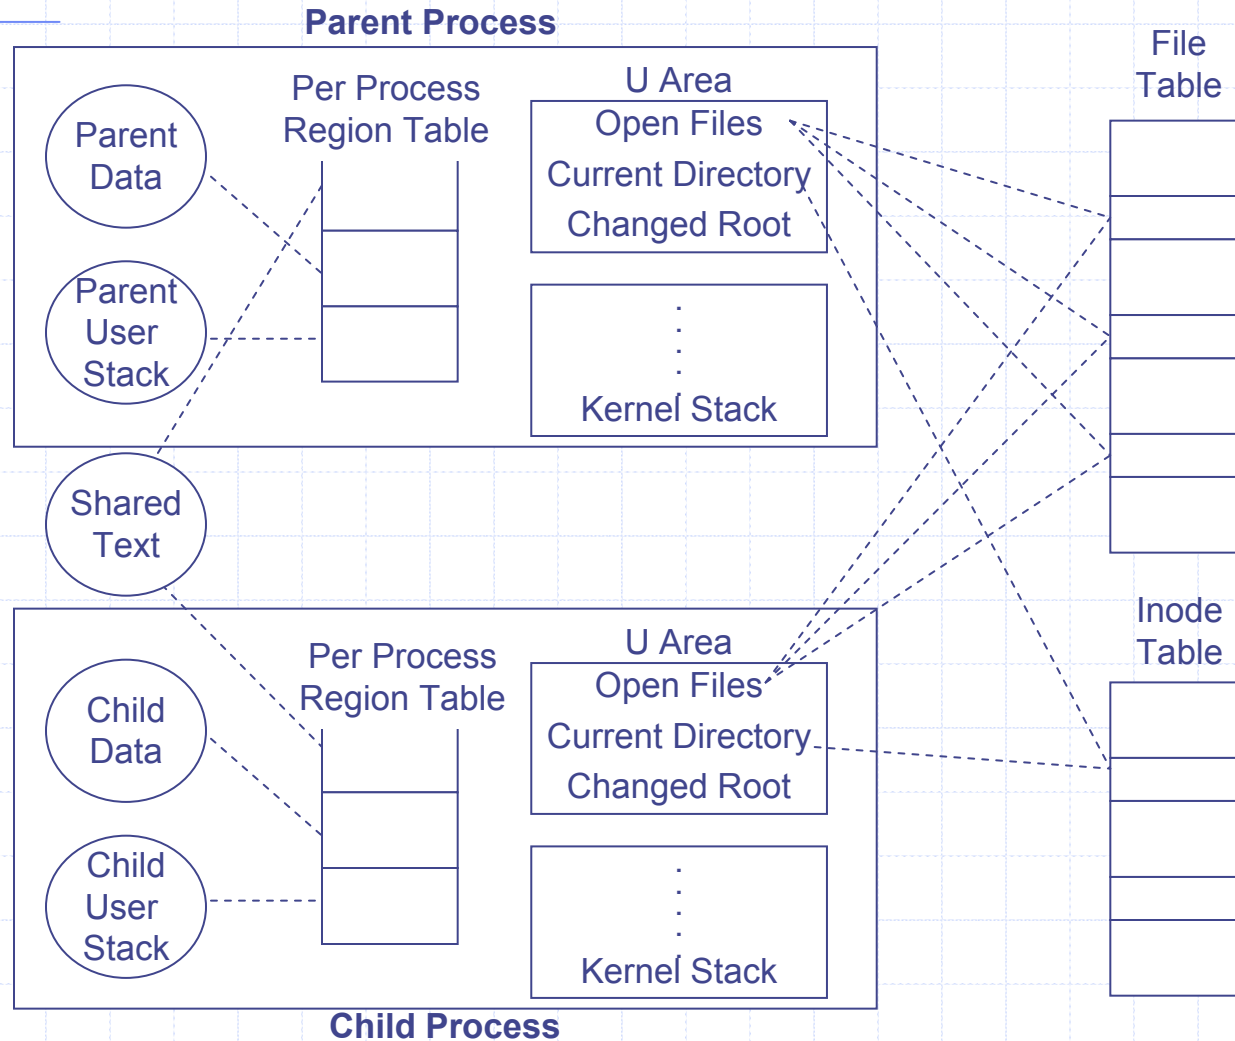 Parent Process
Parent
Data
Per Process
Region Table
U Area
Open Files
Current Directory
Changed Root
File
Table
Parent
User
Stack
Kernel Stack
Shared
Text
Child
Data
Per Process
Region Table
U Area
Open Files
Current Directory
Changed Root
Inode
Table
Child
User
Stack
Kernel Stack
Child Process